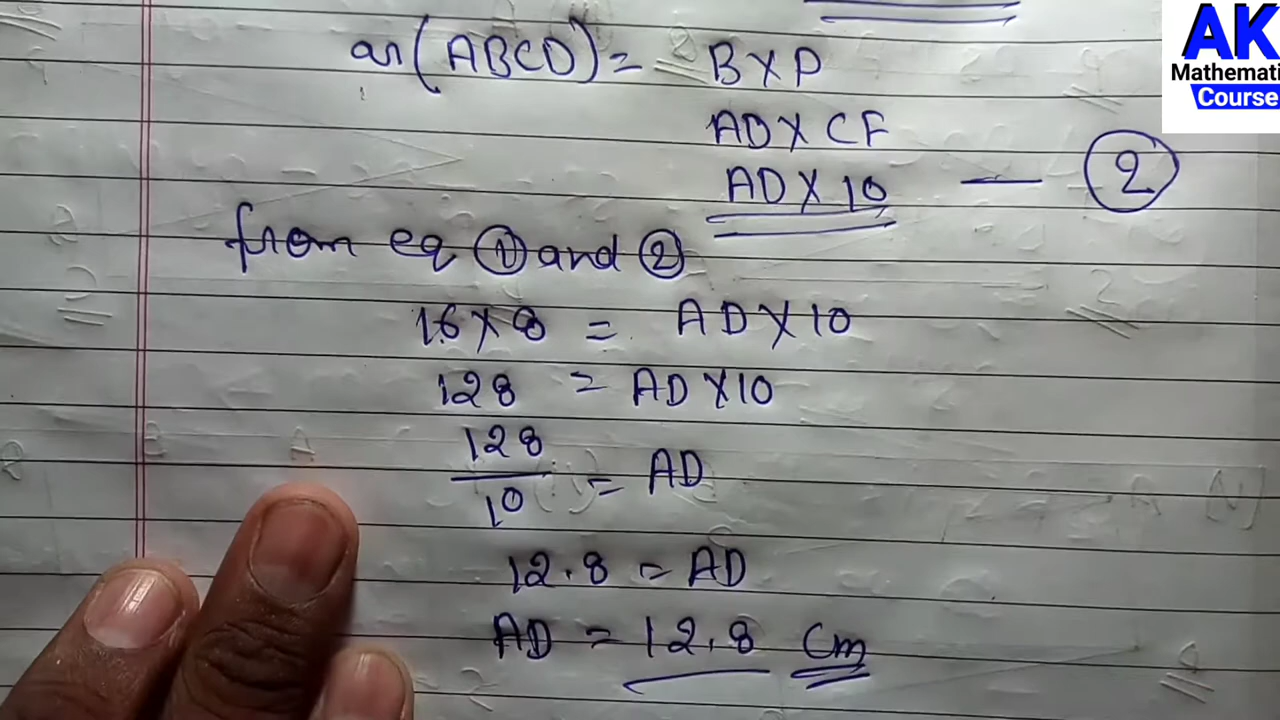 ar(ABCD) = B X P
AD X CF
AD X 10 — 2
from eq 1 and 2
16 X 8 = AD X 10
128 = AD X 10
128
10 = AD
12.8 = AD
AD = 12.8 cm
AK
Mathemati
Course